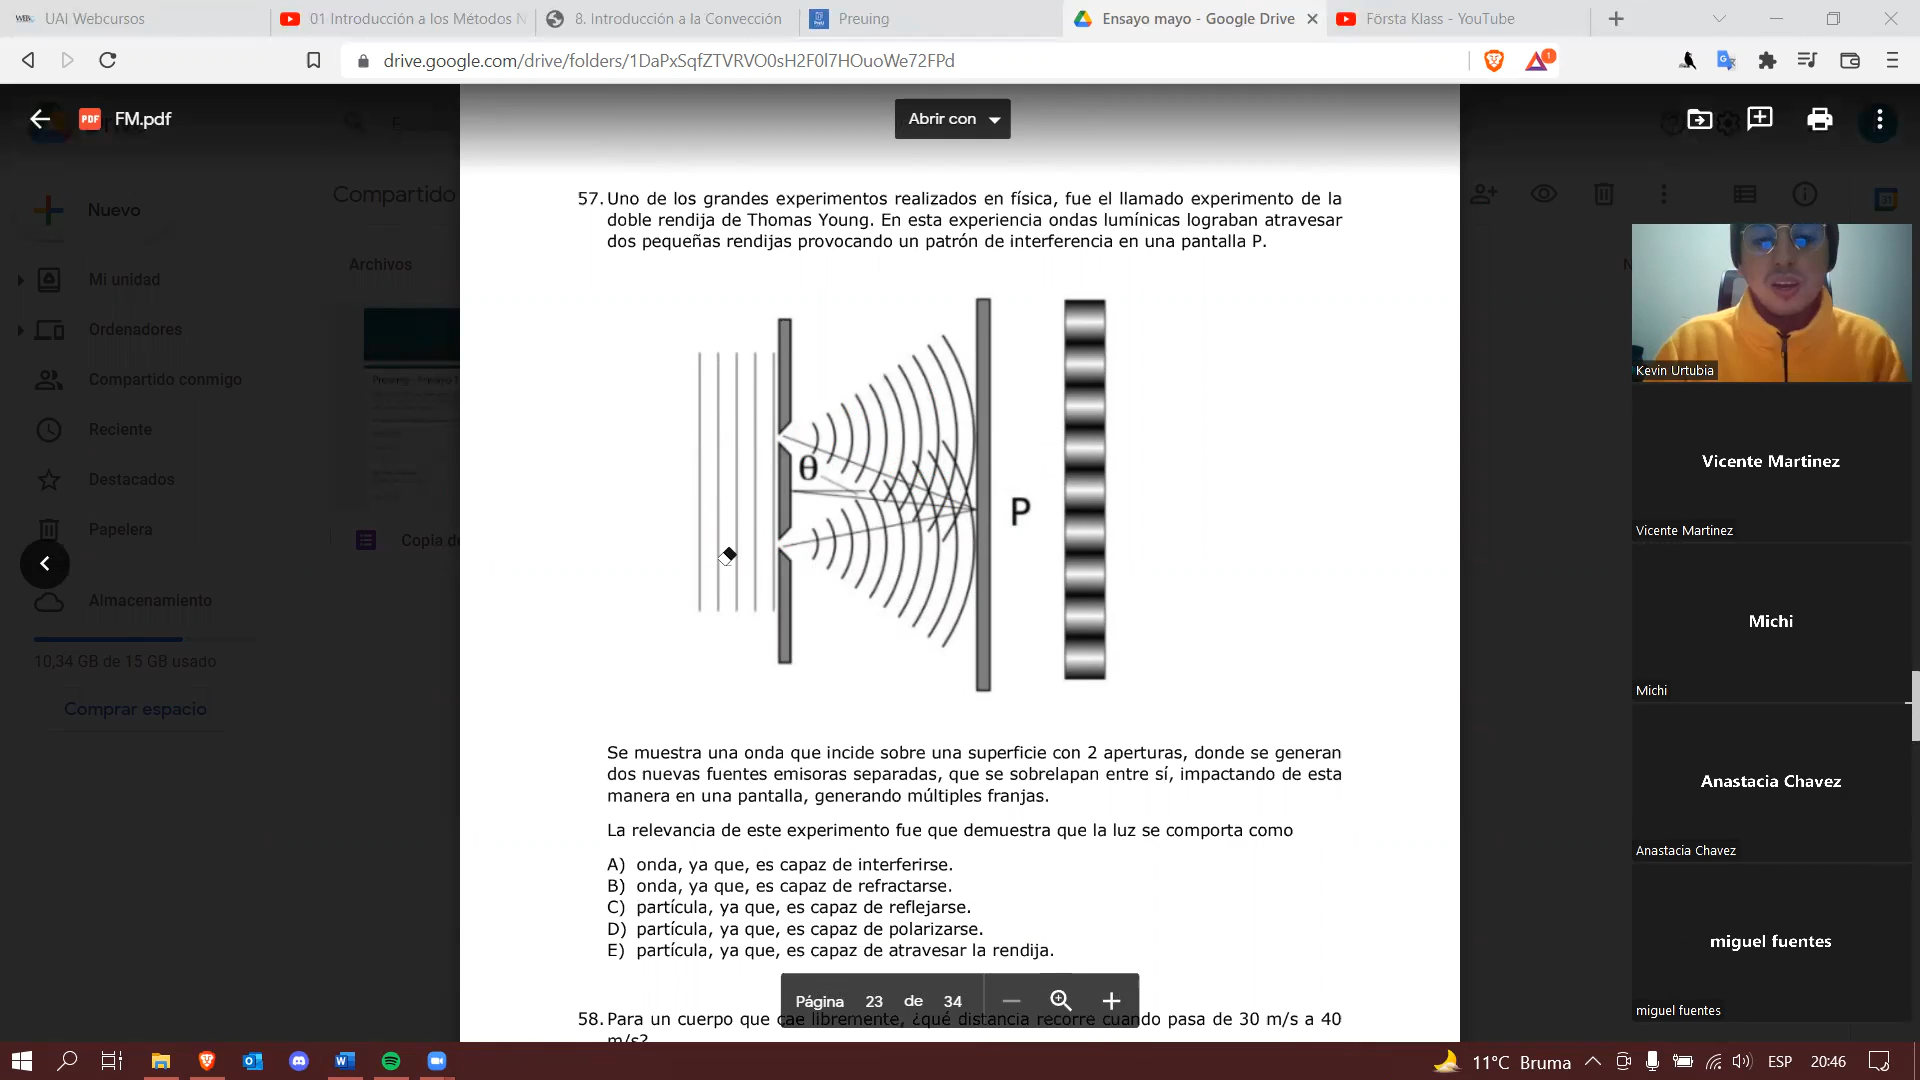 UAI Webcursos
01 Introducción a los Métodos N
8. Introducción a la Convección
Preuing
Ensayo mayo - Google Drive
Första Klass - YouTube
drive.google.com/drive/folders/1DaPxSqfZTVRVO0sH2F0l7HOuoWe72FPd
1
PDF
FM.pdf
Abrir con
Nuevo
Compartido
Mi unidad
Archivos
Ordenadores
Compartido conmigo
Reciente
Destacados
Papelera
Copia de
Almacenamiento
10,34 GB de 15 GB usado
Comprar espacio
57. Uno de los grandes experimentos realizados en física, fue el llamado experimento de la
doble rendija de Thomas Young. En esta experiencia ondas lumínicas lograban atravesar
dos pequeñas rendijas provocando un patrón de interferencia en una pantalla P.
θ
P
Se muestra una onda que incide sobre una superficie con 2 aperturas, donde se generan
dos nuevas fuentes emisoras separadas, que se sobrelapan entre sí, impactando de esta
manera en una pantalla, generando múltiples franjas.
La relevancia de este experimento fue que demuestra que la luz se comporta como
A) onda, ya que, es capaz de interferirse.
B) onda, ya que, es capaz de refractarse.
C) partícula, ya que, es capaz de reflejarse.
D) partícula, ya que, es capaz de polarizarse.
E) partícula, ya que, es capaz de atravesar la rendija.
Página 23 de 34
58. Para un cuerpo que cae libremente, ¿qué distancia recorre cuando pasa de 30 m/s a 40
m/s?
Kevin Urtubia
Vicente Martinez
Vicente Martinez
Michi
Michi
Anastacia Chavez
Anastacia Chavez
miguel fuentes
miguel fuentes
11°C Bruma
ESP
20:46